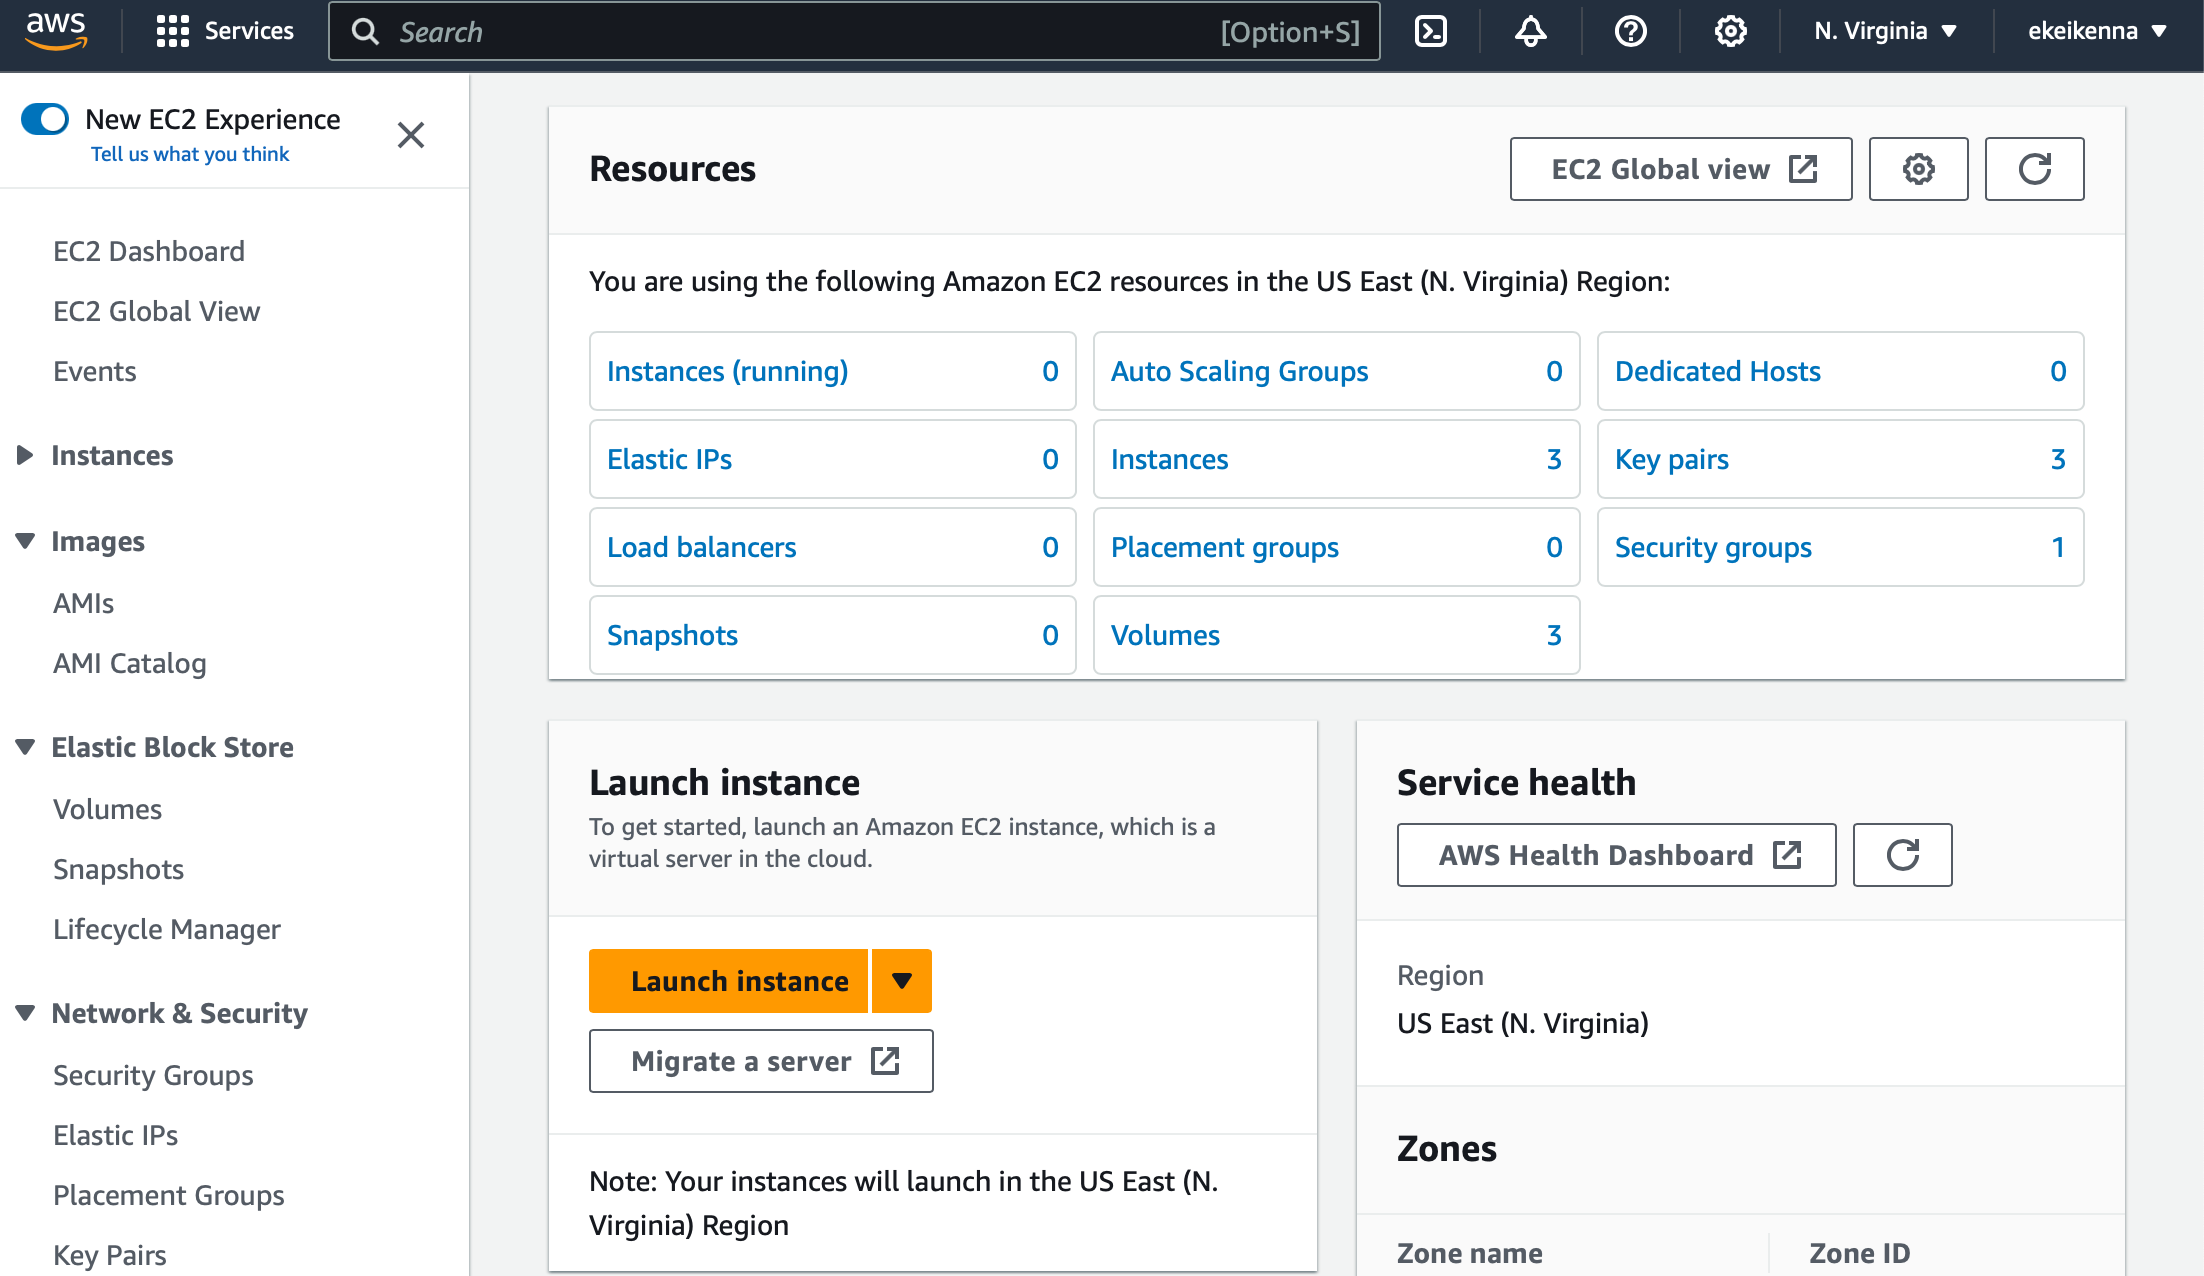 aws
Services
Search
[Option+S]
N. Virginia
ekeikenna
New EC2 Experience
Tell us what you think
EC2 Dashboard
EC2 Global View
Events
Instances
Images
AMIs
AMI Catalog
Elastic Block Store
Volumes
Snapshots
Lifecycle Manager
Network & Security
Security Groups
Elastic IPs
Placement Groups
Key Pairs
Resources
EC2 Global view
You are using the following Amazon EC2 resources in the US East (N. Virginia) Region:
Instances (running) 0
Auto Scaling Groups 0
Dedicated Hosts 0
Elastic IPs 0
Instances 3
Key pairs 3
Load balancers 0
Placement groups 0
Security groups 1
Snapshots 0
Volumes 3
Launch instance
To get started, launch an Amazon EC2 instance, which is a
virtual server in the cloud.
Launch instance
Migrate a server
Note: Your instances will launch in the US East (N.
Virginia) Region
Service health
AWS Health Dashboard
Region
US East (N. Virginia)
Zones
Zone name
Zone ID